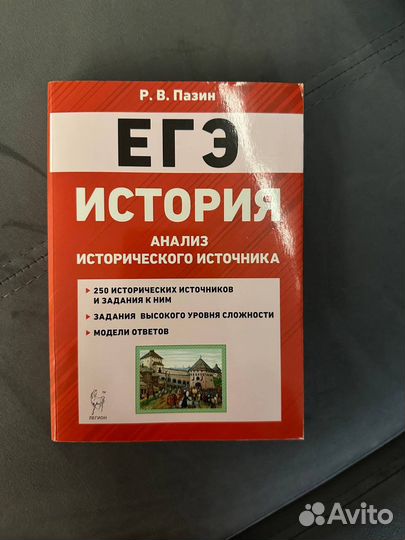 Р. В. Пазин
ЕГЭ
ИСТОРИЯ
АНАЛИЗ
ИСТОРИЧЕСКОГО ИСТОЧНИКА
250 ИСТОРИЧЕСКИХ ИСТОЧНИКОВ
И ЗАДАНИЯ К НИМ
ЗАДАНИЯ ВЫСОКОГО УРОВНЯ СЛОЖНОСТИ
МОДЕЛИ ОТВЕТОВ
ЛЕГИОН
Avito